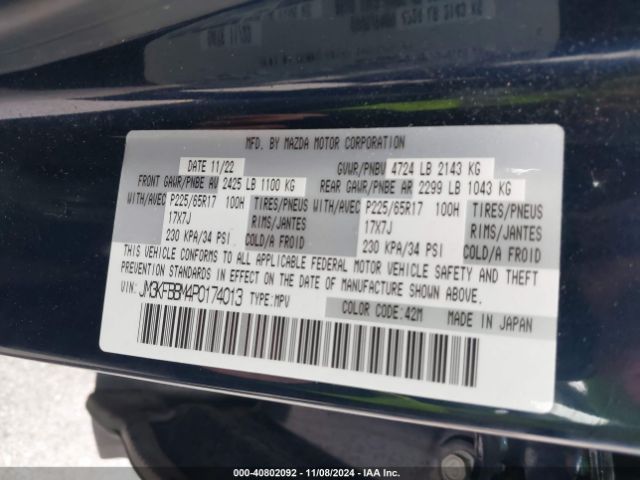 MFD. BY MAZDA MOTOR CORPORATION
DATE 11/22 GVWR/PNBV 4724 LB 2143 KG
FRONT GAWR/PNBE AV 2425 LB 1100 KG REAR GAWR/PNBE AR 2299 LB 1043 KG
WITH/AVEC P225/65R17 100H TIRES/PNEUS WITH/AVEC P225/65R17 100H TIRES/PNEUS
17X7J RIMS/JANTES 17X7J RIMS/JANTES
230 KPA/34 PSI COLD/A FROID 230 KPA/34 PSI COLD/A FROID
THIS VEHICLE CONFORMS TO ALL APPLICABLE FEDERAL MOTOR VEHICLE SAFETY AND THEFT
PREVENTION STANDARDS IN EFFECT ON THE DATE OF MANUFACTURE SHOWN ABOVE.
VIN: JM3KFBBM4P0174013 TYPE:MPV COLOR CODE:42M MADE IN JAPAN
000-40802092 - 11/08/2024 - IAA Inc.